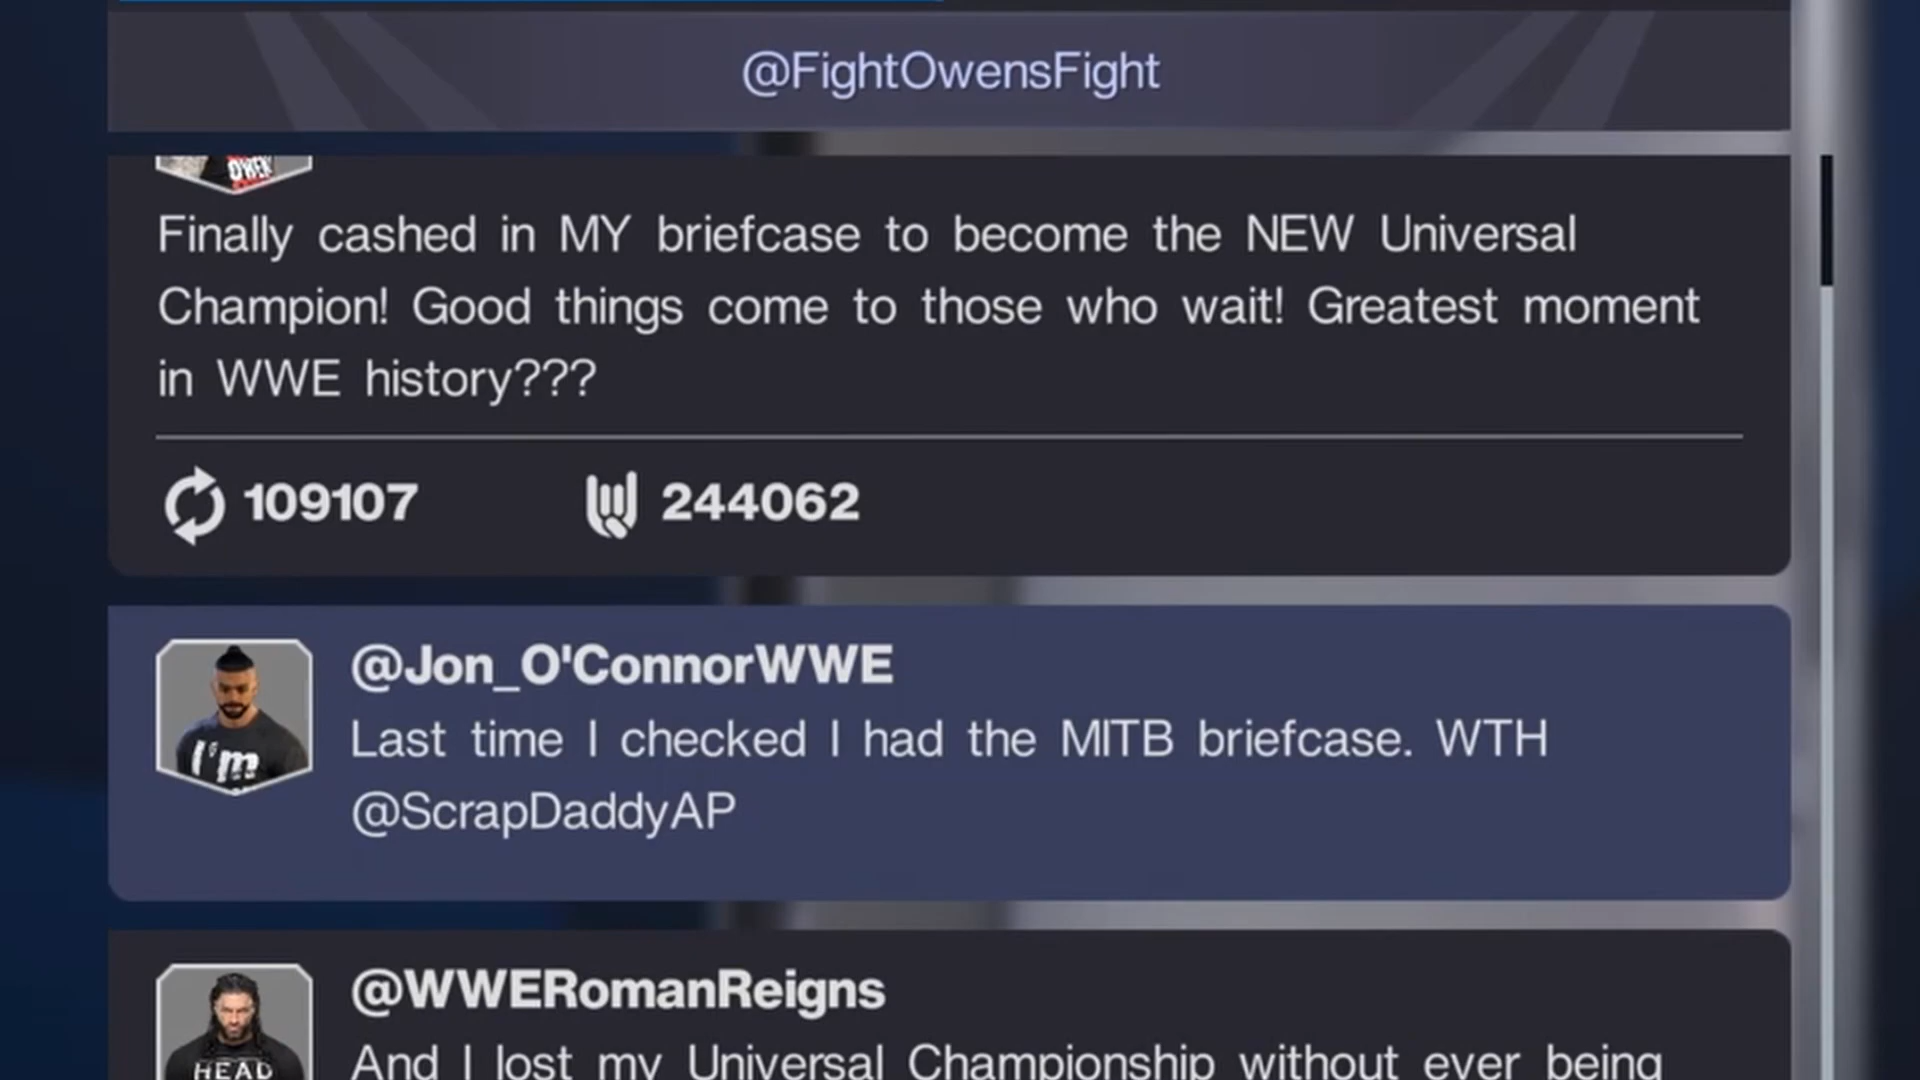 @FightOwensFight
OWEN
Finally cashed in MY briefcase to become the NEW Universal
Champion! Good things come to those who wait! Greatest moment
in WWE history???
109107 244062
@Jon_O'ConnorWWE
Last time I checked I had the MITB briefcase. WTH
@ScrapDaddyAP
I'm
@WWERomanReigns
And I lost my Universal Championship without ever being
HEAD